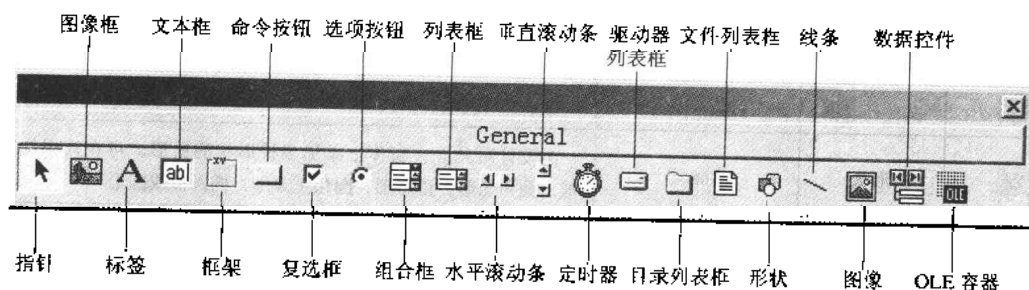 图像框 文本框 命令按钮 选项按钮 列表框 垂直滚动条 驱动器 文件列表框 线条 数据控件
列表框
General
A ab XY OLE
指针 标签 框架 复选框 组合框 水平滚动条 定时器 目录列表框 形状 图像 OLE 容器